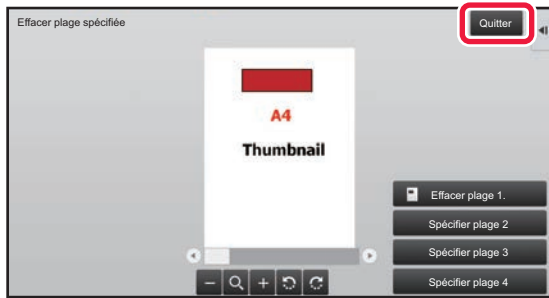 Effacer plage spécifiée
Quitter
A4
Thumbnail
Effacer plage 1.
Spécifier plage 2
Spécifier plage 3
Spécifier plage 4